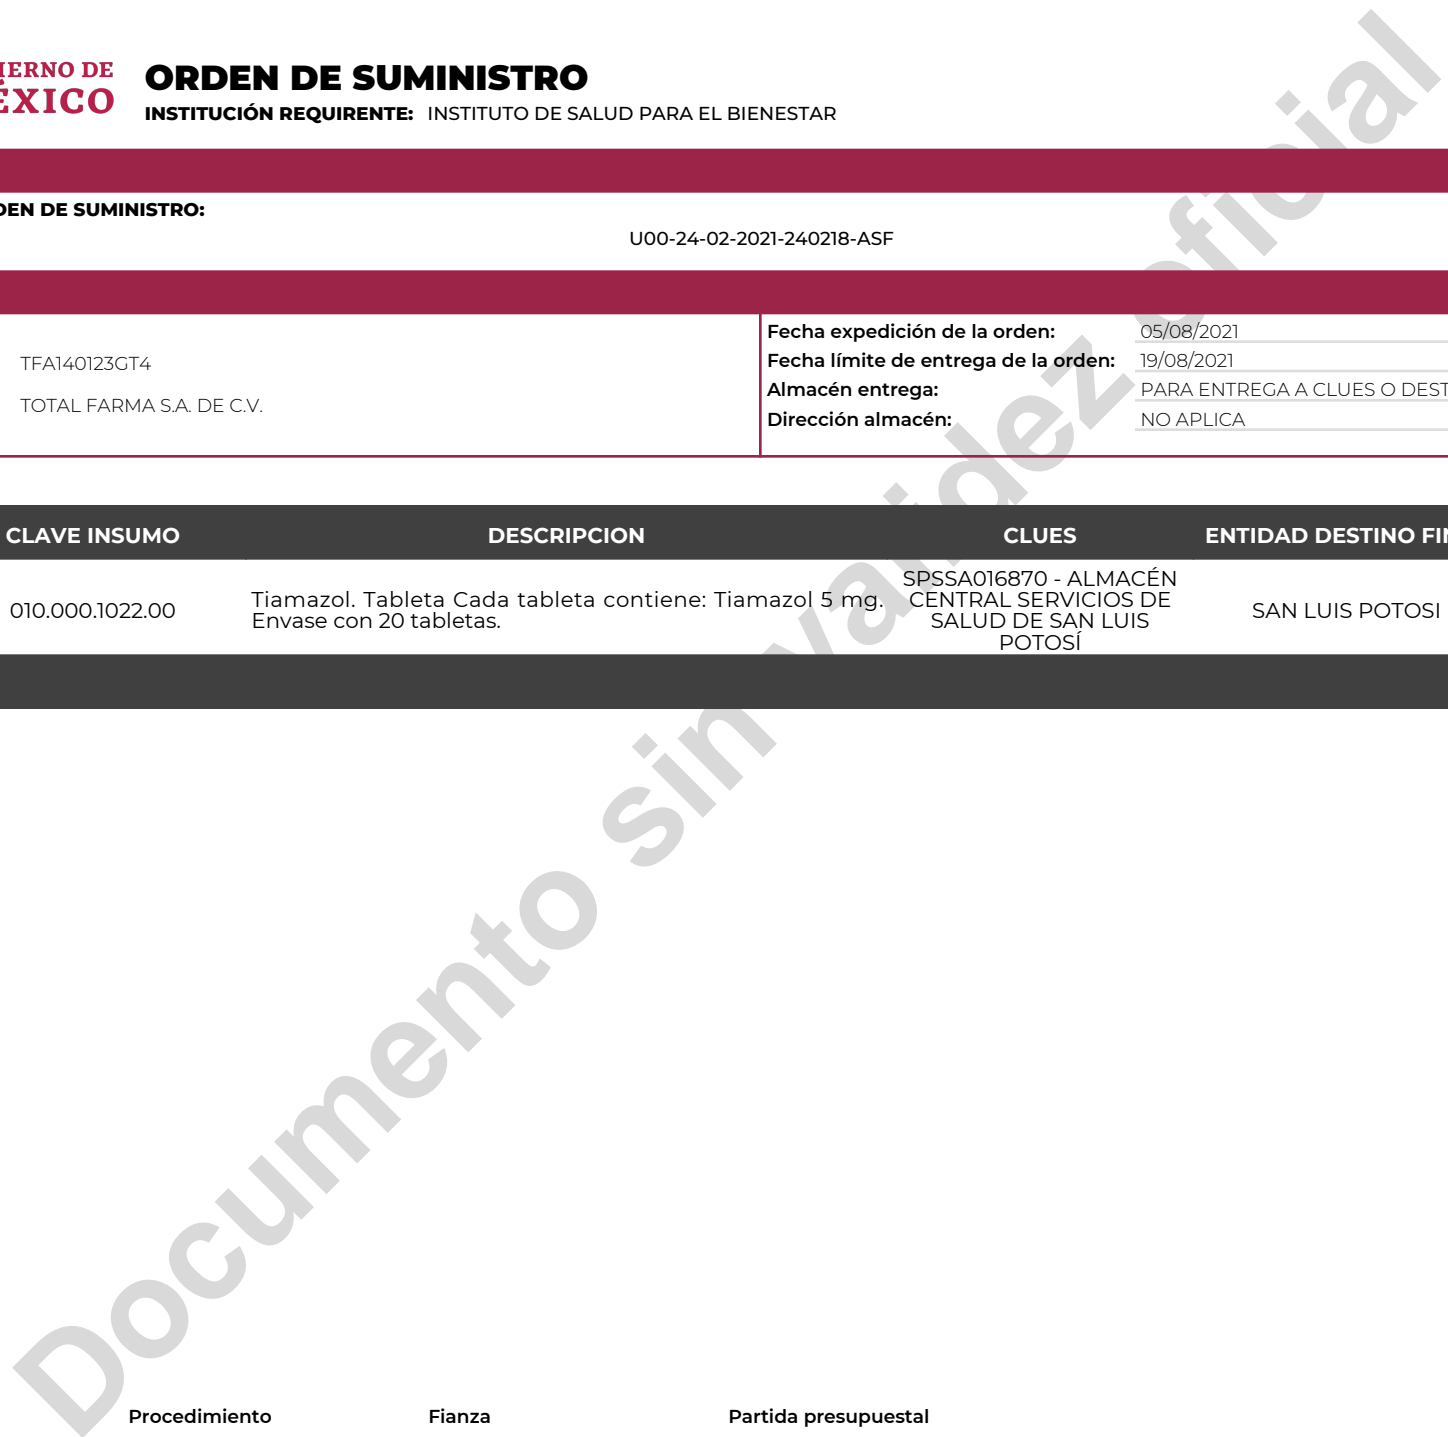 IERNO DE
ÉXICO
ORDEN DE SUMINISTRO
INSTITUCIÓN REQUIRENTE: INSTITUTO DE SALUD PARA EL BIENESTAR
DEN DE SUMINISTRO:
U00-24-02-2021-240218-ASF
TFA140123GT4
TOTAL FARMA S.A. DE C.V.
Fecha expedición de la orden: 05/08/2021
Fecha límite de entrega de la orden: 19/08/2021
Almacén entrega: PARA ENTREGA A CLUES O DEST
Dirección almacén: NO APLICA
CLAVE INSUMO DESCRIPCION CLUES ENTIDAD DESTINO FIN
010.000.1022.00
Tiamazol. Tableta Cada tableta contiene: Tiamazol 5 mg.
Envase con 20 tabletas.
SPSSA016870 - ALMACÉN
CENTRAL SERVICIOS DE
SALUD DE SAN LUIS
POTOSÍ
SAN LUIS POTOSI
Documento sin validez oficial
Procedimiento Fianza Partida presupuestal